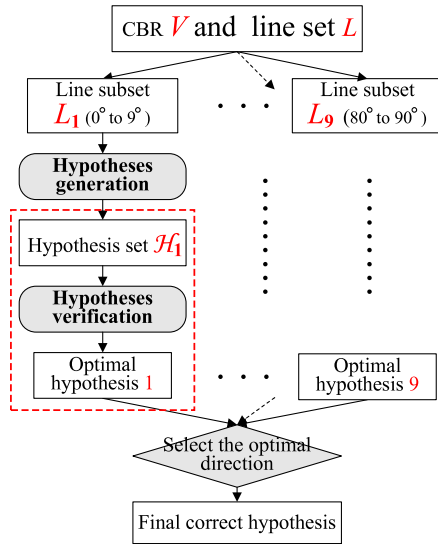 CBR V and line set L
Line subset
L₁ (0° to 9°)
. . .
Line subset
L₉ (80° to 90°)
Hypotheses
generation
Hypothesis set ℋ₁
Hypotheses
verification
Optimal
hypothesis 1
. . .
Optimal
hypothesis 9
Select the optimal
direction
Final correct hypothesis